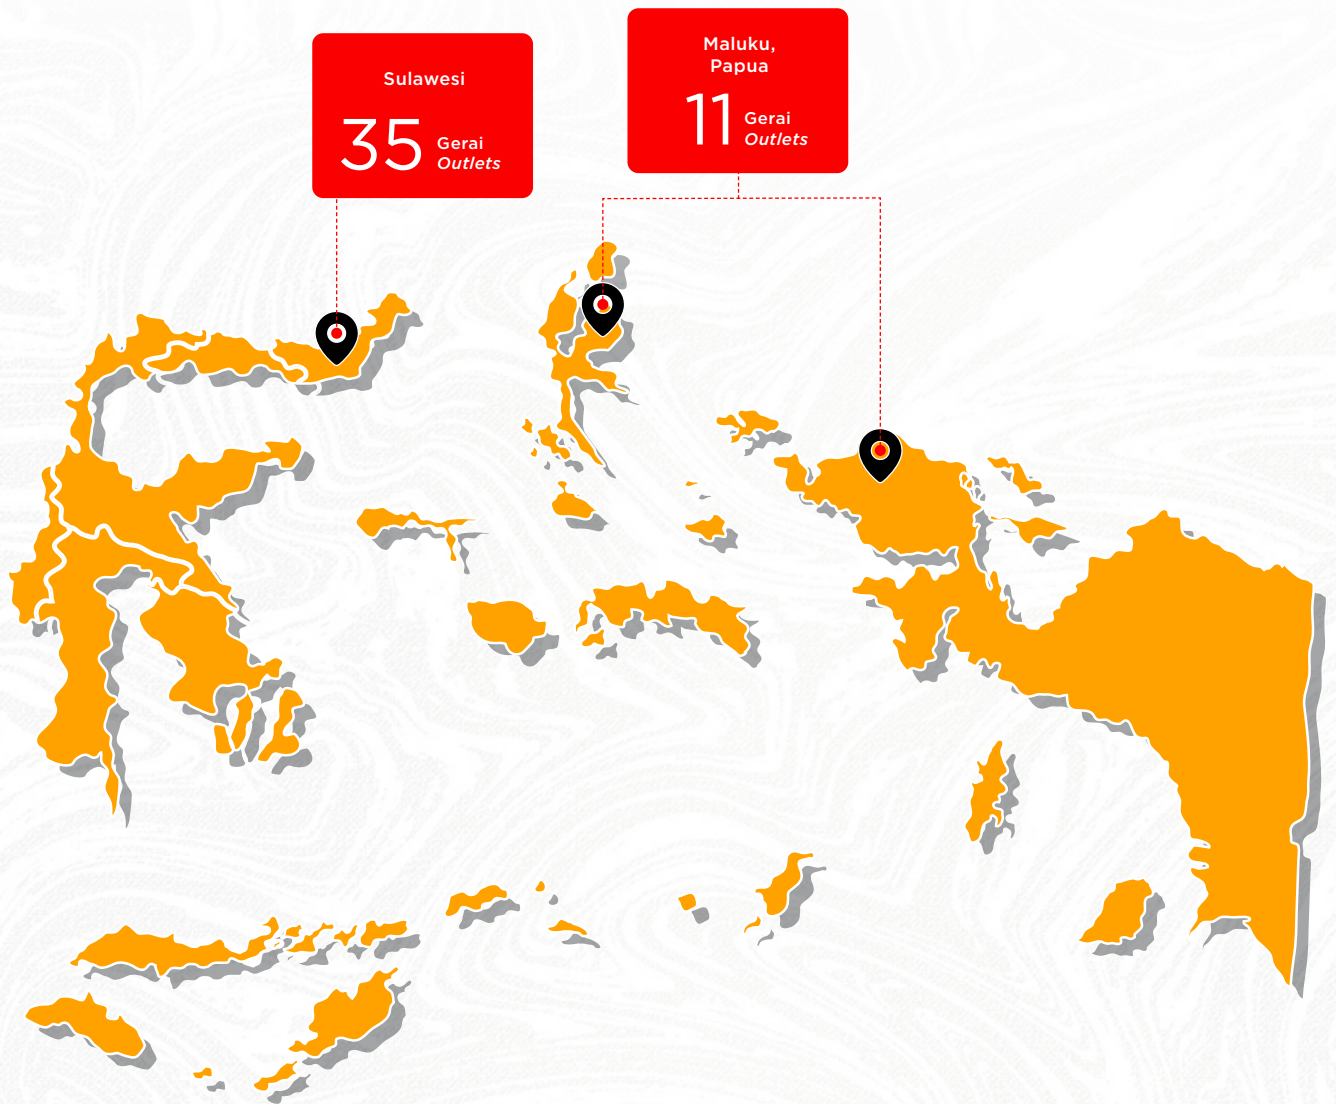 Sulawesi
35 Gerai
Outlets
Maluku,
Papua
11 Gerai
Outlets